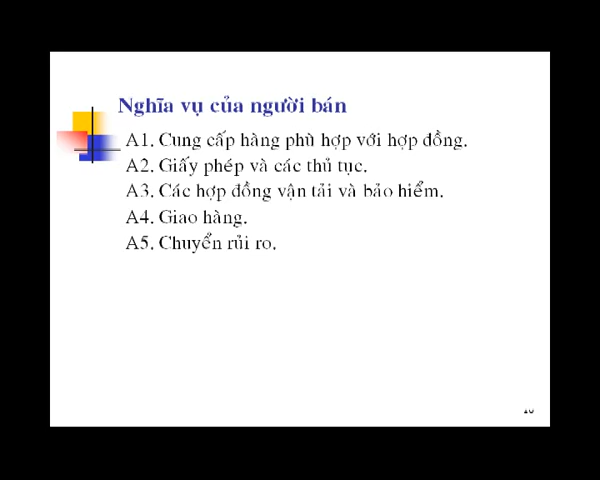 Nghĩa vụ của người bán
A1. Cung cấp hàng phù hợp với hợp đồng.
A2. Giấy phép và các thủ tục.
A3. Các hợp đồng vận tải và bảo hiểm.
A4. Giao hàng.
A5. Chuyển rủi ro.